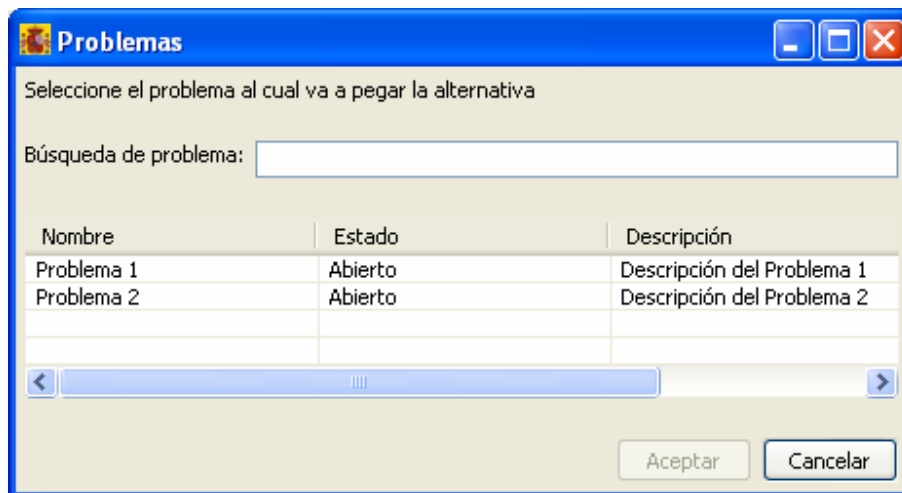 Problemas
Seleccione el problema al cual va a pegar la alternativa
Búsqueda de problema:
Nombre Estado Descripción
Problema 1 Abierto Descripción del Problema 1
Problema 2 Abierto Descripción del Problema 2
Aceptar Cancelar